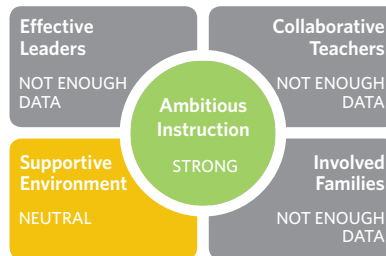 Effective
Leaders
NOT ENOUGH
DATA
Collaborative
Teachers
NOT ENOUGH
DATA
Ambitious
Instruction
STRONG
Supportive
Environment
NEUTRAL
Involved
Families
NOT ENOUGH
DATA